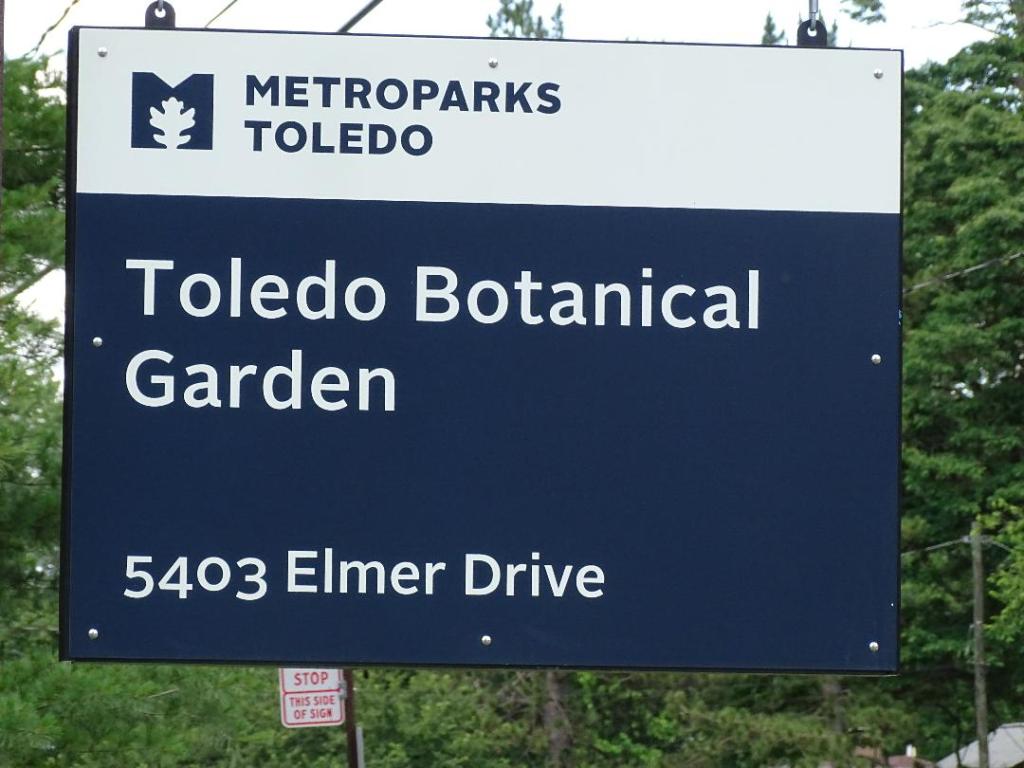 METROPARKS
TOLEDO
Toledo Botanical
Garden
5403 Elmer Drive
STOP
THIS SIDE
OF SIGN